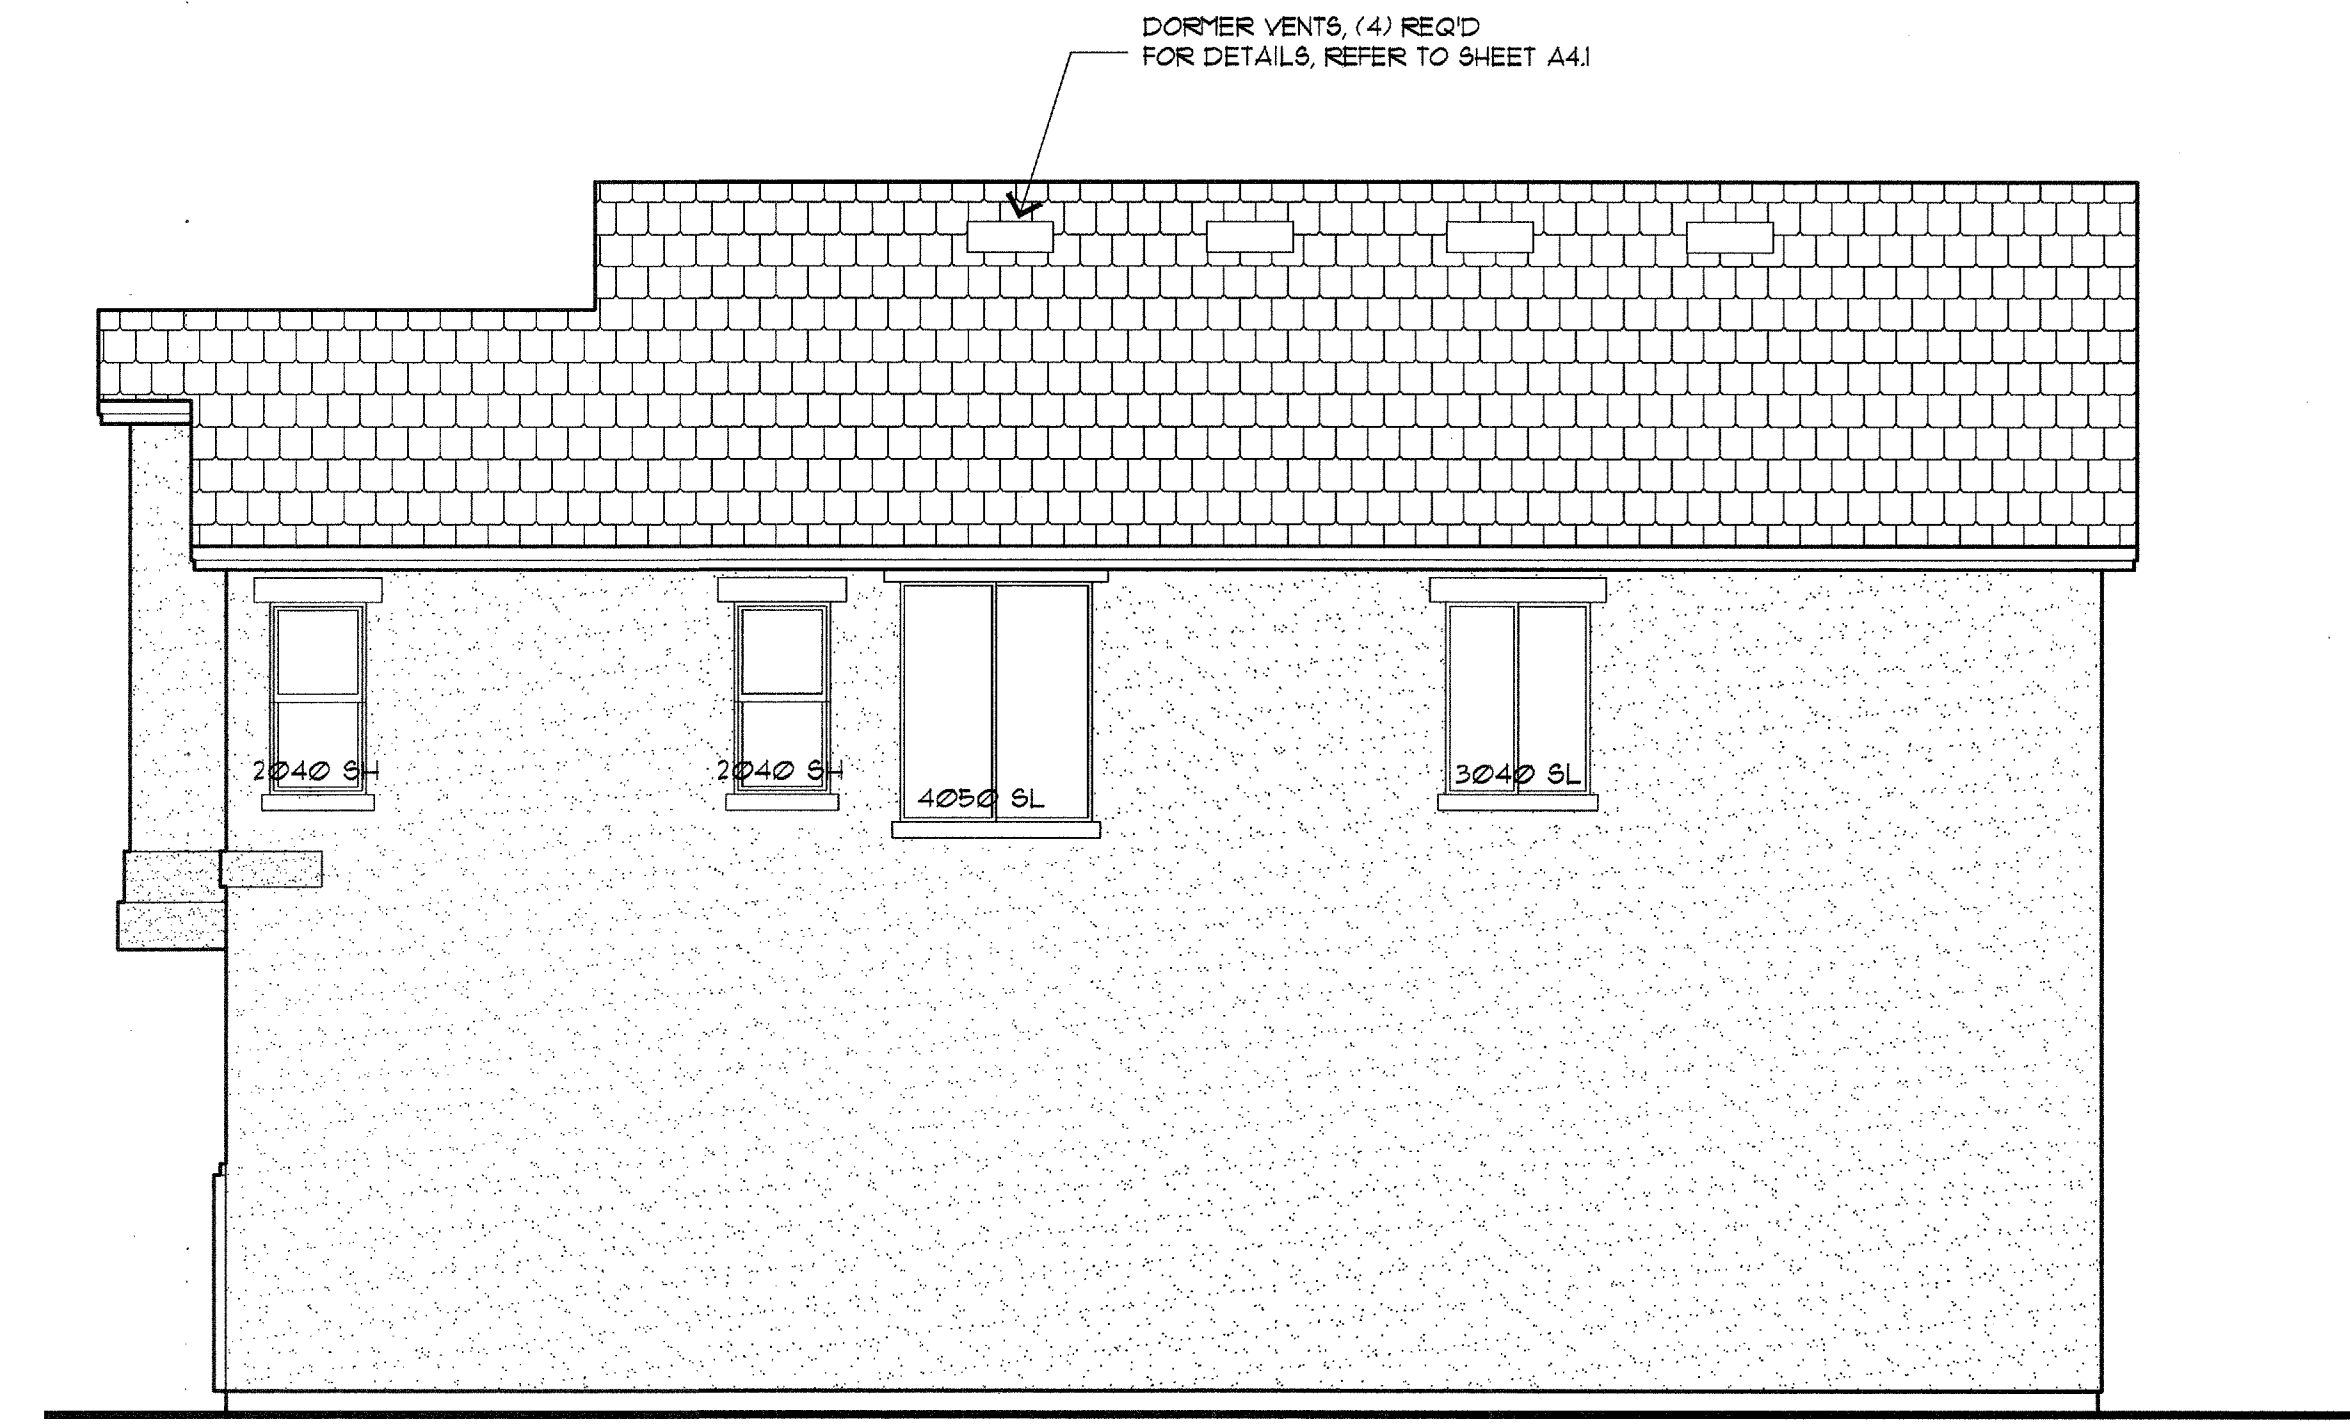 DORMER VENTS, (4) REQ'D
FOR DETAILS, REFER TO SHEET A4.1
2040 SH
2040 SH
4050 SL
3040 SL